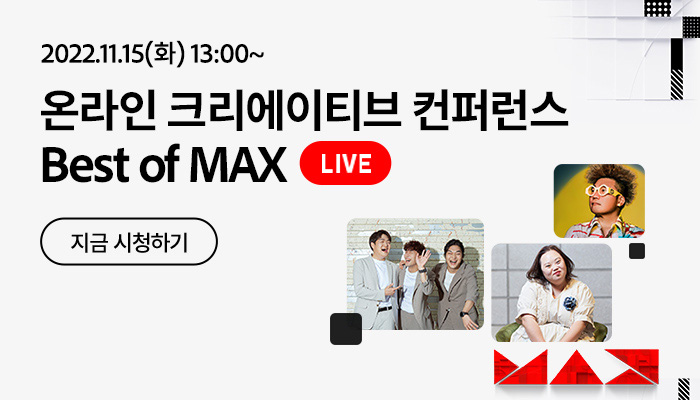 2022.11.15(화) 13:00~
온라인 크리에이티브 컨퍼런스
Best of MAX LIVE
지금 시청하기
MAX